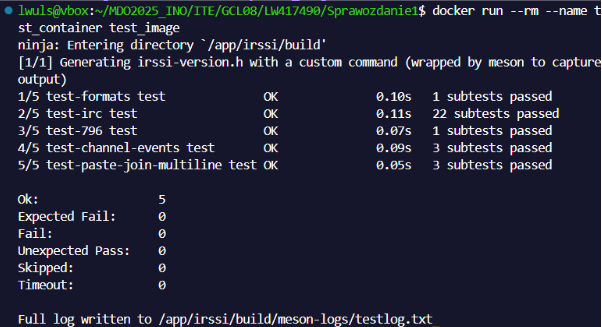 lwuls@vbox:~/MDO2025_INO/ITE/GCL08/LW417490/Sprawozdanie1$ docker run --rm --name te
st_container test_image
ninja: Entering directory `/app/irssi/build'
[1/1] Generating irssi-version.h with a custom command (wrapped by meson to capture
output)
1/5 test-formats test OK 0.10s 1 subtests passed
2/5 test-irc test OK 0.11s 22 subtests passed
3/5 test-796 test OK 0.07s 1 subtests passed
4/5 test-channel-events test OK 0.09s 3 subtests passed
5/5 test-paste-join-multiline test OK 0.05s 3 subtests passed
Ok: 5
Expected Fail: 0
Fail: 0
Unexpected Pass: 0
Skipped: 0
Timeout: 0
Full log written to /app/irssi/build/meson-logs/testlog.txt